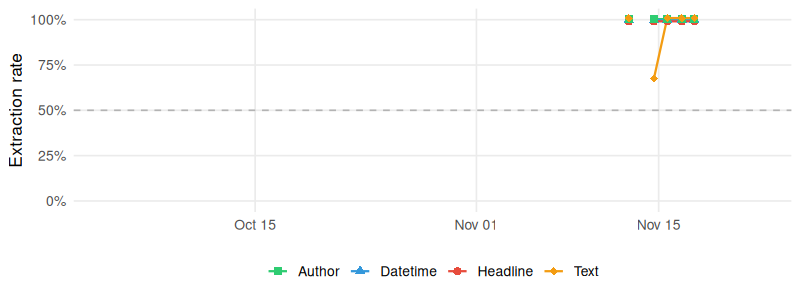 Extraction rate
100%
75%
50%
25%
0%
Oct 15 Nov 01 Nov 15
Author Datetime Headline Text